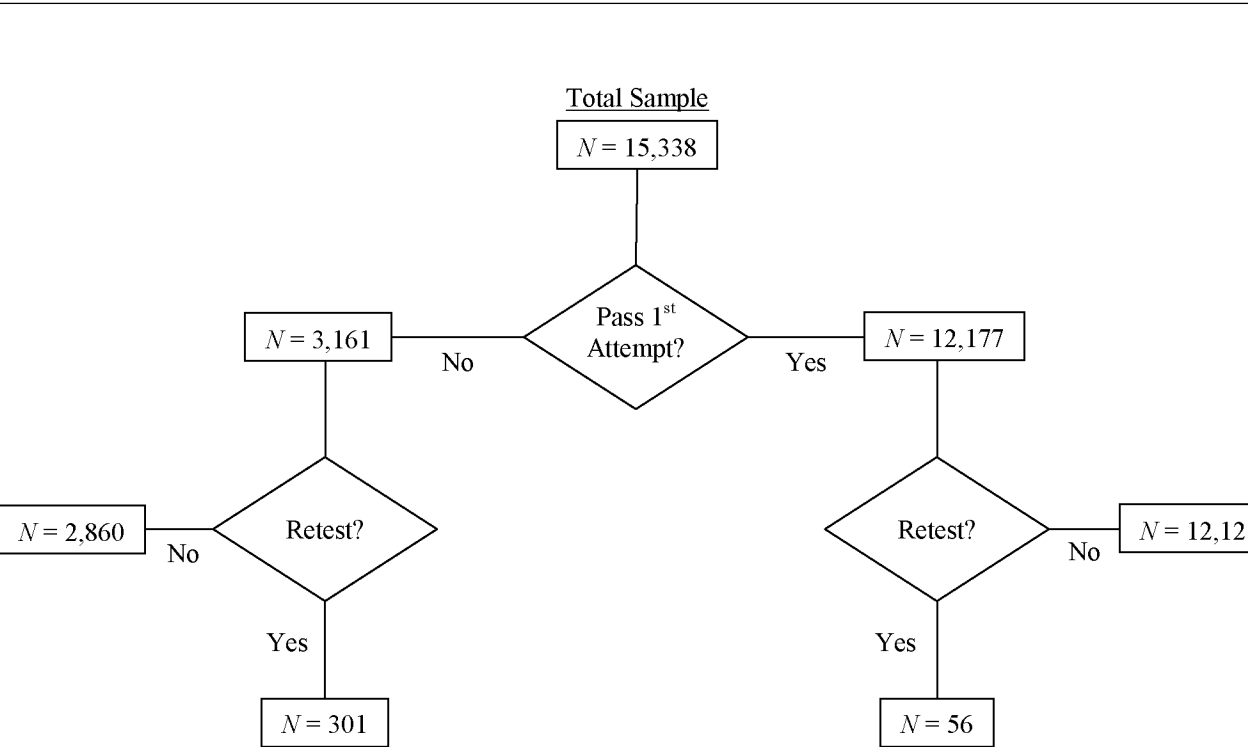 Total Sample
N = 15,338
Pass 1st
Attempt?
N = 3,161
No
Yes
N = 12,177
N = 2,860
No
Retest?
Yes
N = 301
Retest?
No
N = 12,12
Yes
N = 56